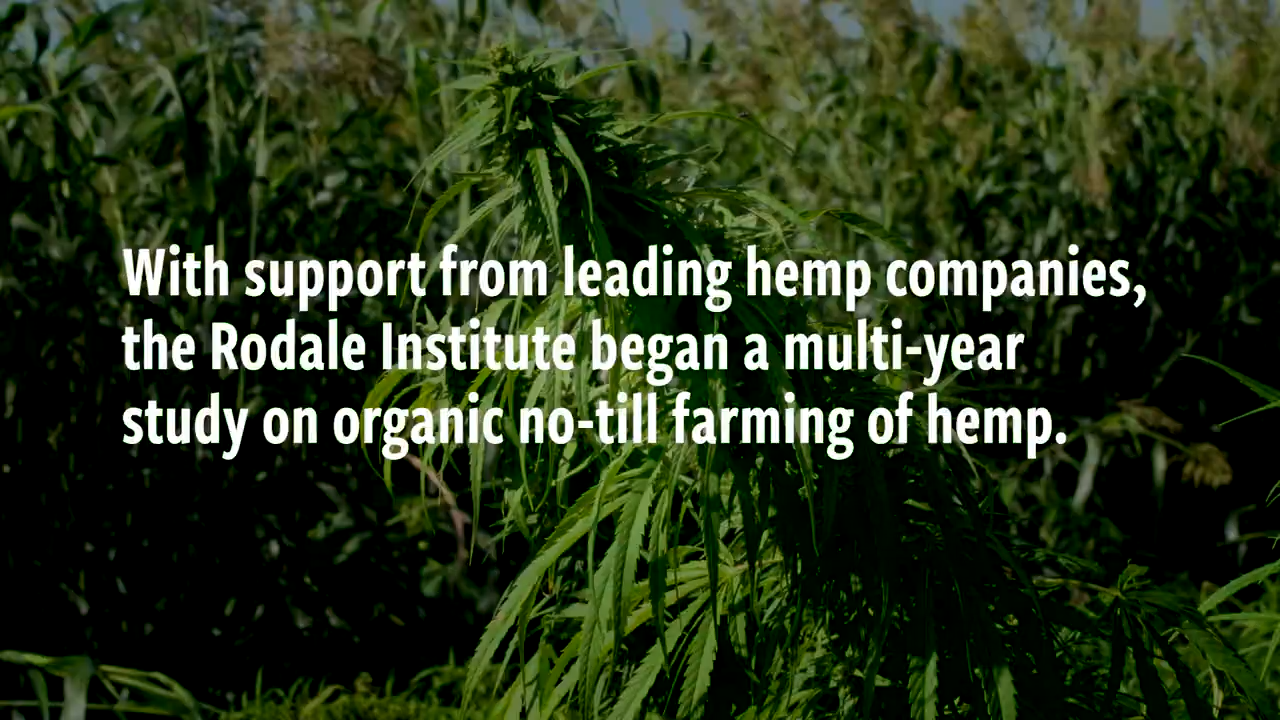 With support from leading hemp companies,
the Rodale Institute began a multi-year
study on organic no-till farming of hemp.